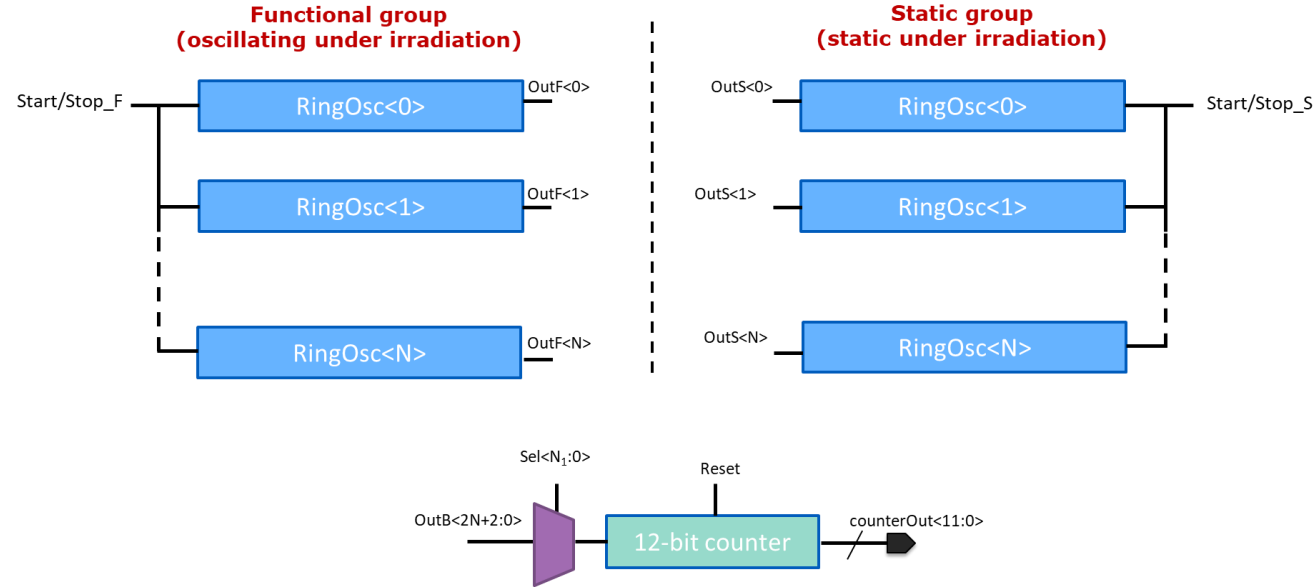 Functional group
(oscillating under irradiation)
Static group
(static under irradiation)
Start/Stop_F
RingOsc<0>
OutF<0>
OutS<0>
RingOsc<0>
Start/Stop_S
RingOsc<1>
OutF<1>
OutS<1>
RingOsc<1>
RingOsc<N>
OutF<N>
OutS<N>
RingOsc<N>
Sel<N₁:0>
Reset
OutB<2N+2:0>
12-bit counter
counterOut<11:0>